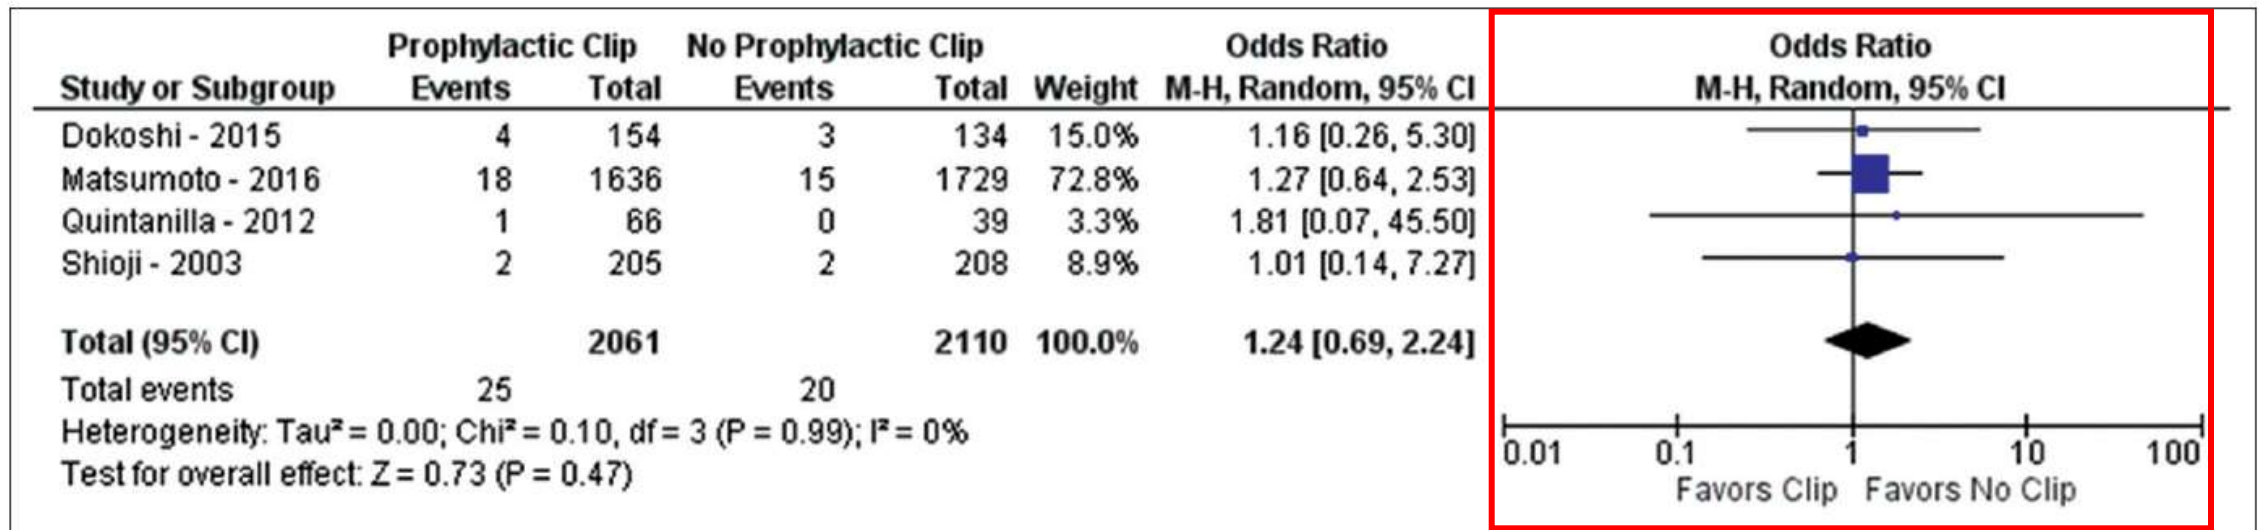 Prophylactic Clip No Prophylactic Clip Odds Ratio Odds Ratio
Study or Subgroup Events Total Events Total Weight M-H, Random, 95% CI M-H, Random, 95% CI
Dokoshi - 2015 4 154 3 134 15.0% 1.16 [0.26, 5.30]
Matsumoto - 2016 18 1636 15 1729 72.8% 1.27 [0.64, 2.53]
Quintanilla - 2012 1 66 0 39 3.3% 1.81 [0.07, 45.50]
Shioji - 2003 2 205 2 208 8.9% 1.01 [0.14, 7.27]
Total (95% CI) 2061 2110 100.0% 1.24 [0.69, 2.24]
Total events 25 20
Heterogeneity: Tau² = 0.00; Chi² = 0.10, df = 3 (P = 0.99); I² = 0%
Test for overall effect: Z = 0.73 (P = 0.47)
0.01 0.1 1 10 100
Favors Clip Favors No Clip